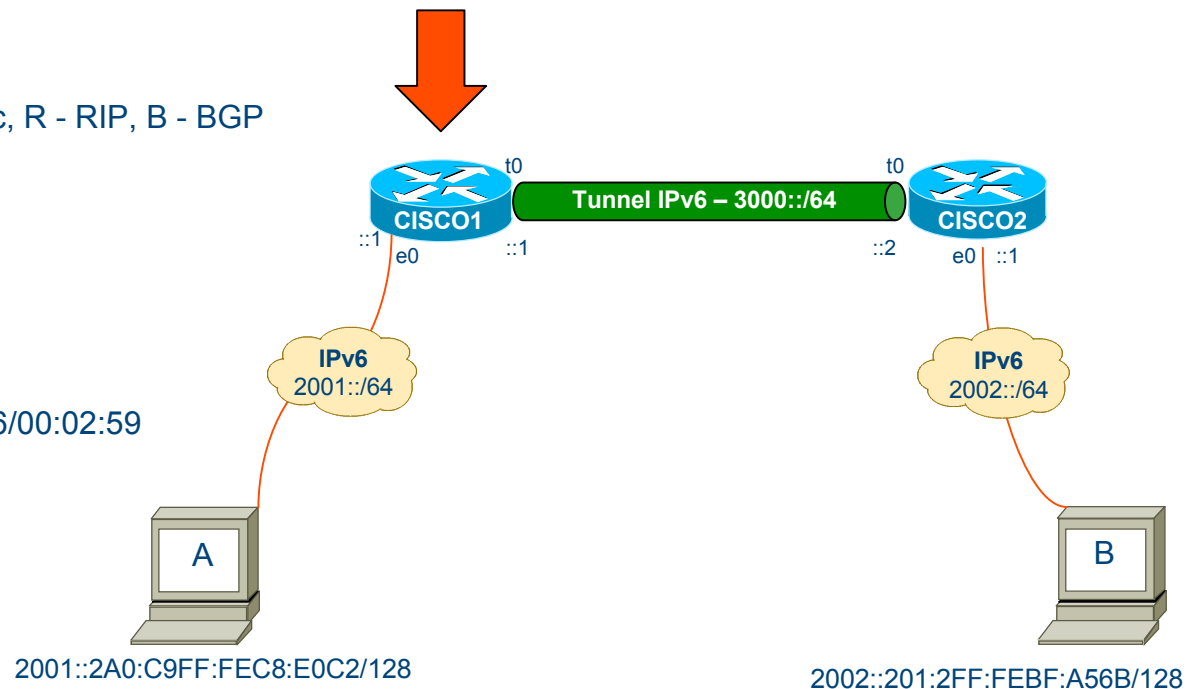 c, R - RIP, B - BGP
t0
t0
Tunnel IPv6 – 3000::/64
CISCO1
CISCO2
::1
e0
::1
::2
e0
::1
IPv6
2001::/64
IPv6
2002::/64
6/00:02:59
A
B
2001::2A0:C9FF:FEC8:E0C2/128
2002::201:2FF:FEBF:A56B/128